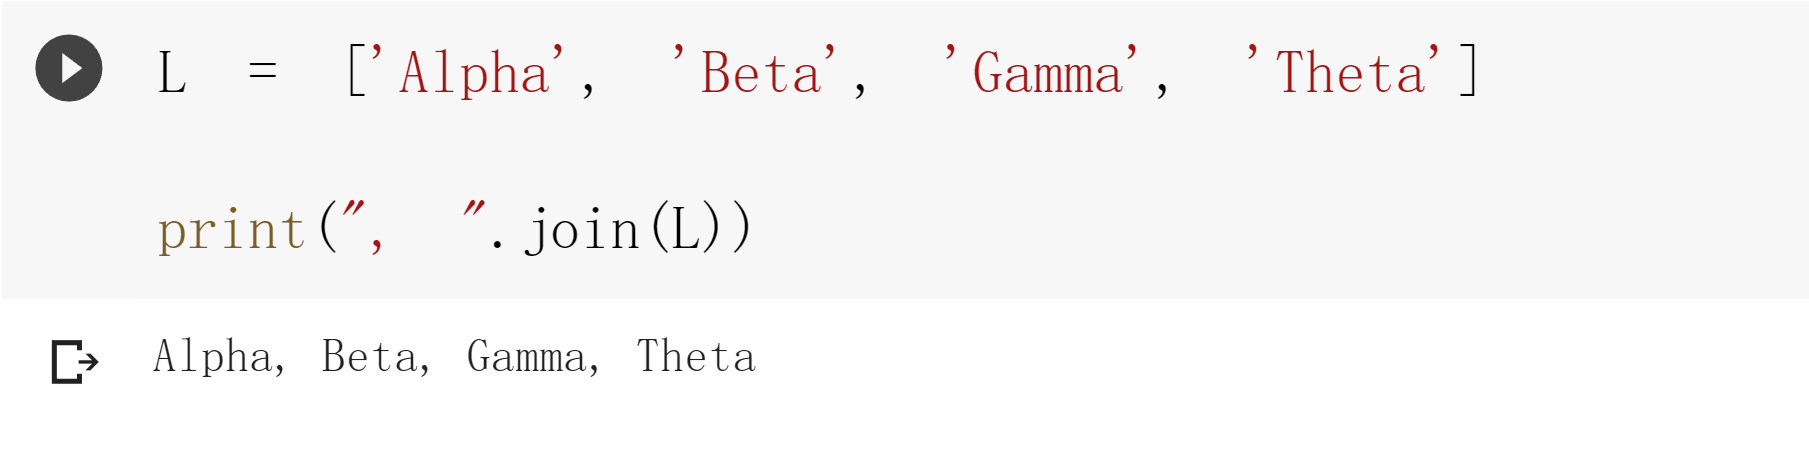 L = ['Alpha', 'Beta', 'Gamma', 'Theta']
print(", ".join(L))
Alpha, Beta, Gamma, Theta